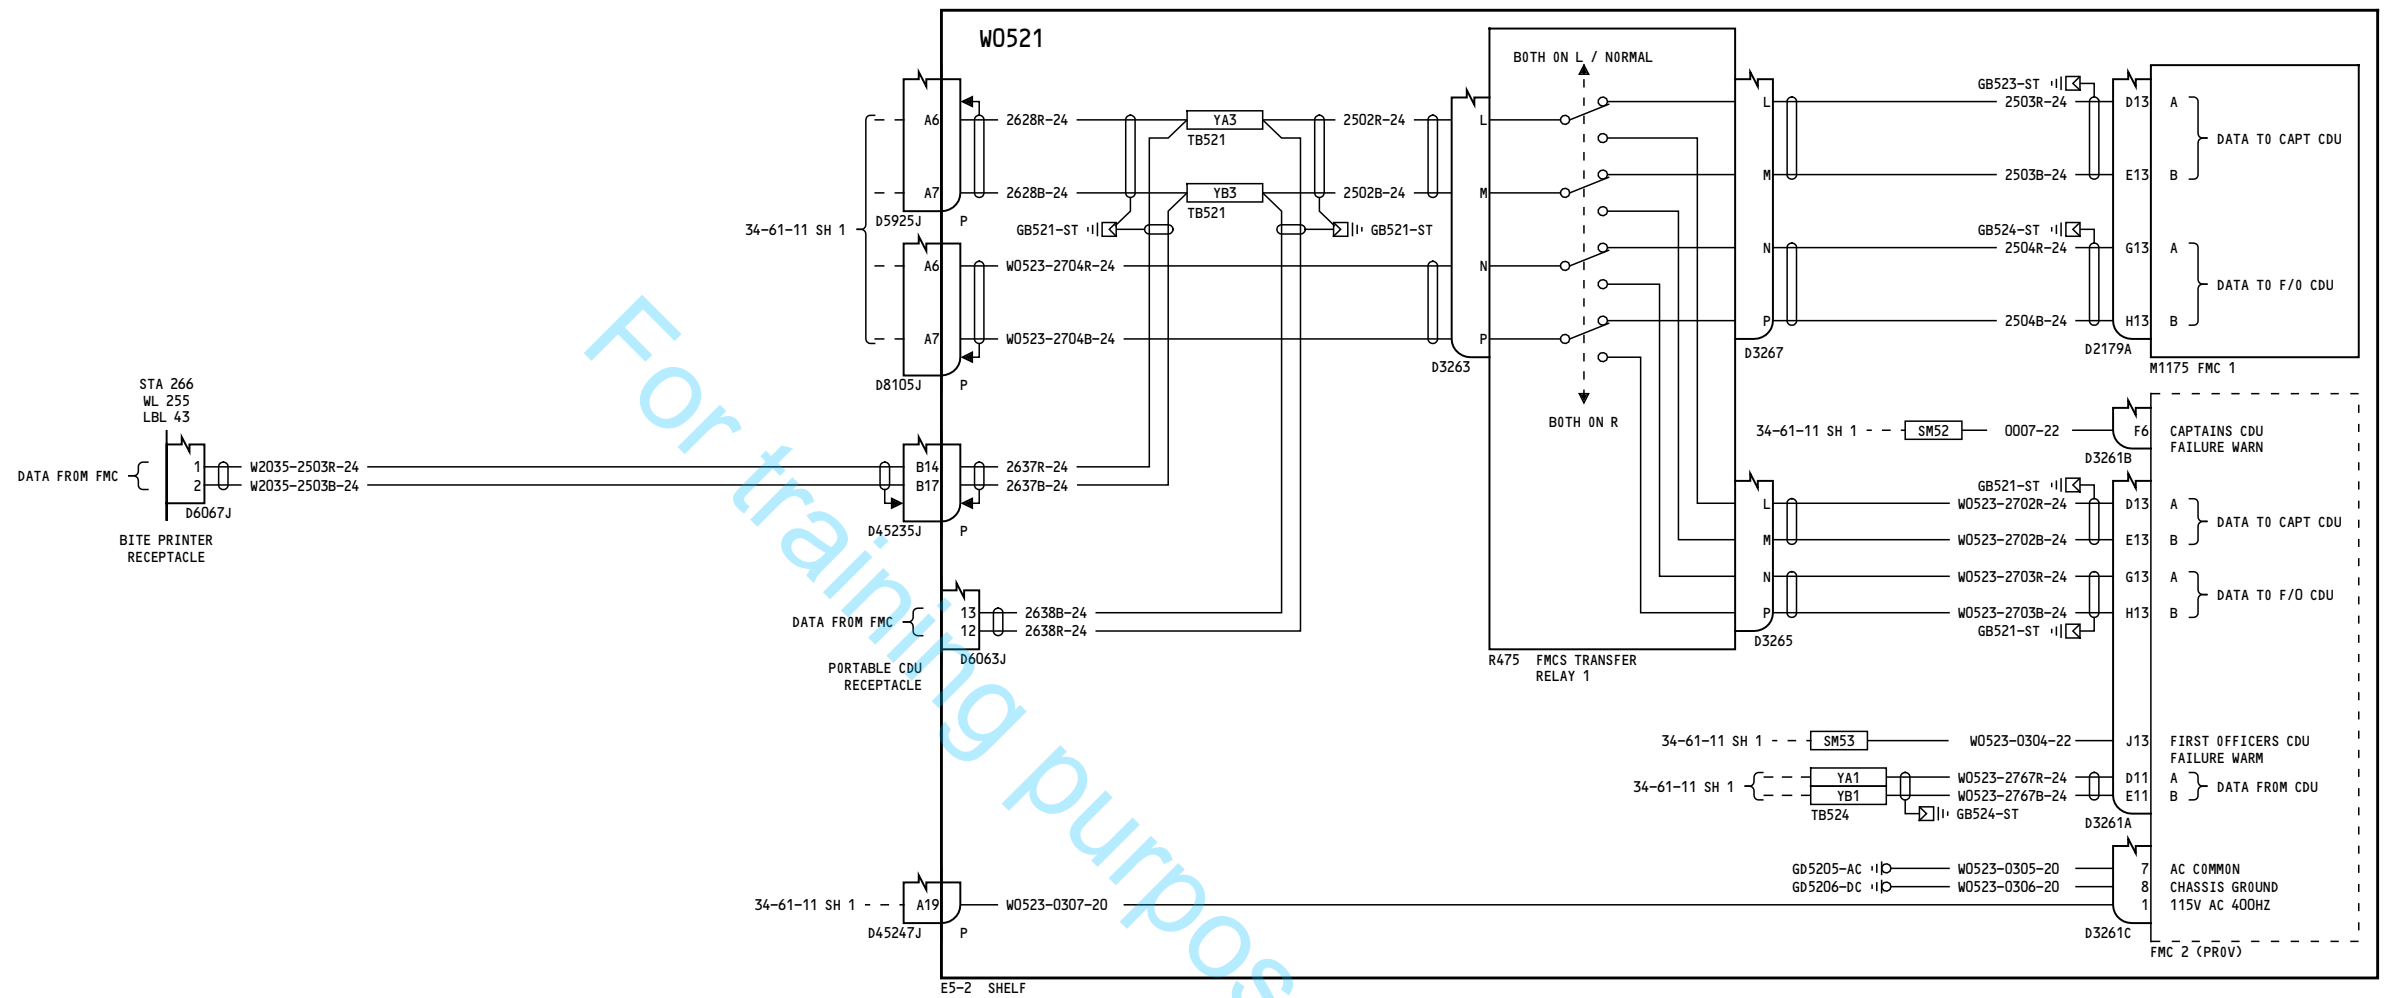 W0521
BOTH ON L / NORMAL
GB523-ST
L
2503R-24
D13
A
A6
2628R-24
YA3
2502R-24
L
TB521
DATA TO CAPT CDU
M
2503B-24
E13
B
A7
2628B-24
YB3
2502B-24
M
TB521
D5925J
P
34-61-11 SH 1
GB521-ST
GB521-ST
GB524-ST
N
2504R-24
G13
A
A6
W0523-2704R-24
N
DATA TO F/O CDU
P
2504B-24
H13
B
A7
W0523-2704B-24
P
D3267
D2179A
D3263
M1175 FMC 1
D8105J
P
STA 266
WL 255
LBL 43
BOTH ON R
34-61-11 SH 1
SM52
0007-22
F6
CAPTAINS CDU
FAILURE WARN
D3261B
DATA FROM FMC
1
W2035-2503R-24
B14
2637R-24
2
W2035-2503B-24
B17
2637B-24
GB521-ST
D6067J
L
W0523-2702R-24
D13
A
DATA TO CAPT CDU
D45235J
P
BITE PRINTER
RECEPTACLE
M
W0523-2702B-24
E13
B
N
W0523-2703R-24
G13
A
DATA TO F/O CDU
DATA FROM FMC
13
2638B-24
12
2638R-24
P
W0523-2703B-24
H13
B
GB521-ST
D3265
D6063J
PORTABLE CDU
RECEPTACLE
R475 FMCS TRANSFER
RELAY 1
34-61-11 SH 1
SM53
W0523-0304-22
J13
FIRST OFFICERS CDU
FAILURE WARM
34-61-11 SH 1
YA1
W0523-2767R-24
D11
A
YB1
W0523-2767B-24
E11
B
DATA FROM CDU
TB524
GB524-ST
D3261A
GD5205-AC
W0523-0305-20
7
AC COMMON
GD5206-DC
W0523-0306-20
8
CHASSIS GROUND
34-61-11 SH 1
A19
W0523-0307-20
1
115V AC 400HZ
D45247J
P
D3261C
FMC 2 (PROV)
E5-2 SHELF
For training purpos